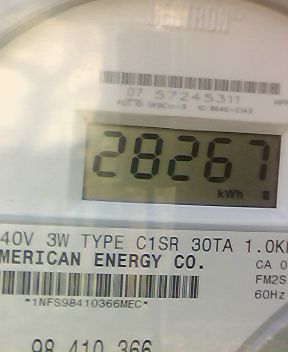 CENTRON®
07 57245311
28267
kWh
40V 3W TYPE C1SR 30TA 1.0K
MERICAN ENERGY CO.
CA 0
FM2S
60Hz
*1NFS98410366MEC*
98 410 366